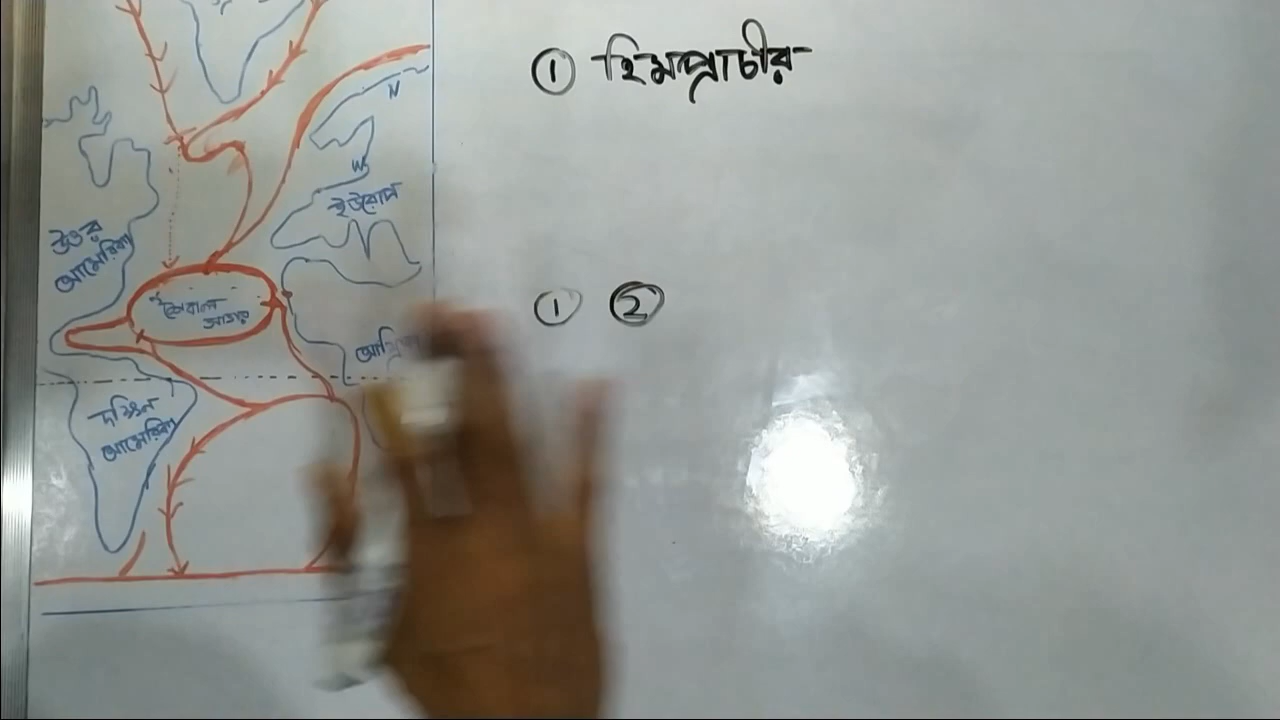 ① হিমপ্রাচীর
① ②
N
W
ইউরোপ
উত্তর
আমেরিকা
শৈবাল
সাগর
দক্ষিন
আমেরিকা